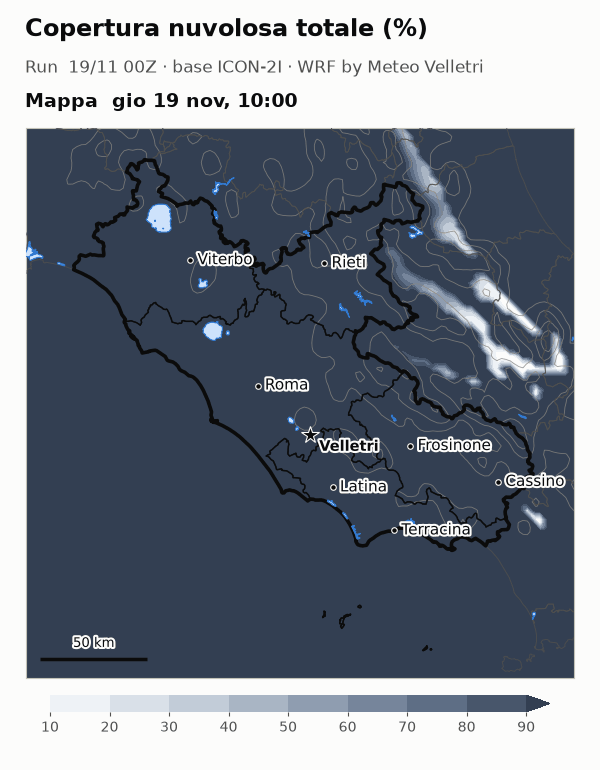 Copertura nuvolosa totale (%)
Run  19/11 00Z · base ICON-2I · WRF by Meteo Velletri
Mappa  gio 19 nov, 10:00
Viterbo
Rieti
Roma
Velletri
Frosinone
Latina
Cassino
Terracina
50 km
10 20 30 40 50 60 70 80 90